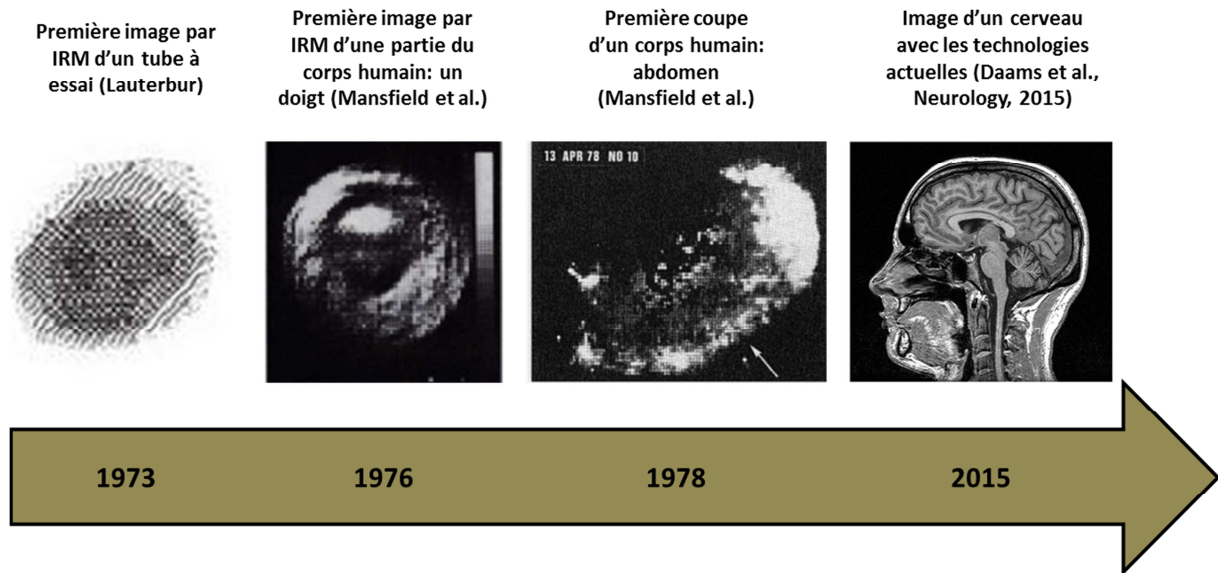 Première image par
IRM d'un tube à
essai (Lauterbur)
Première image par
IRM d'une partie du
corps humain: un
doigt (Mansfield et al.)
Première coupe
d'un corps humain:
abdomen
(Mansfield et al.)
Image d'un cerveau
avec les technologies
actuelles (Daams et al.,
Neurology, 2015)
13 APR 78 NO 10
1973
1976
1978
2015